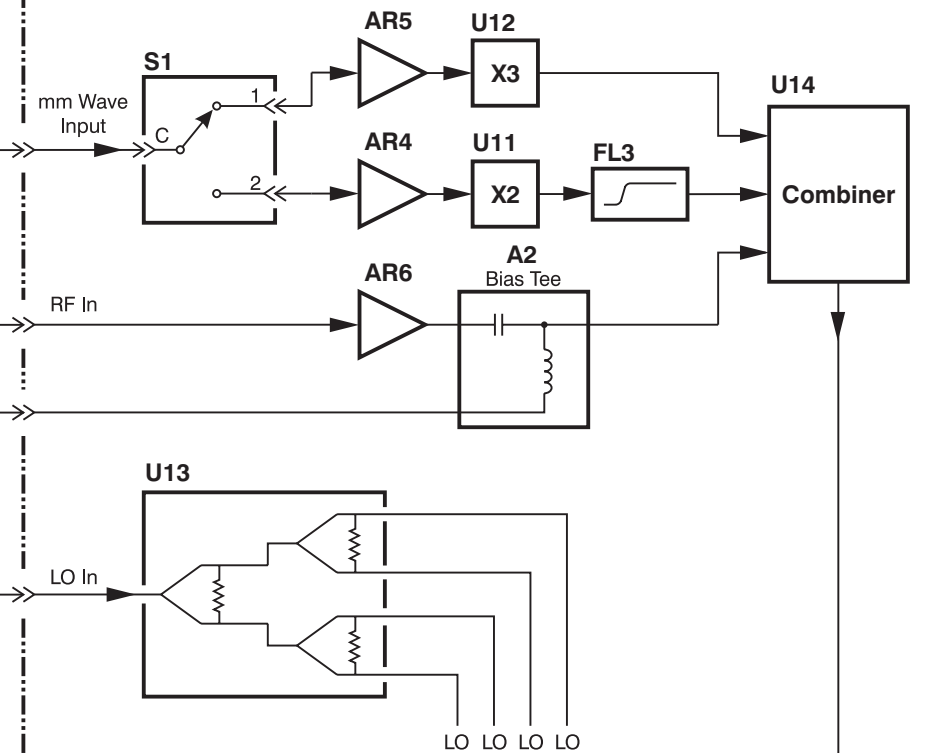 AR5
U12
S1
X3
U14
mm Wave
Input
1
C
AR4
U11
FL3
2
X2
Combiner
A2
Bias Tee
AR6
RF In
U13
LO In
LO LO LO LO